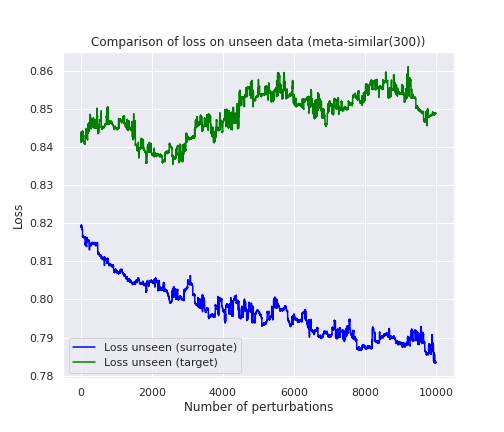 Comparison of loss on unseen data (meta-similar(300))
0.86
0.85
0.84
0.83
0.82
0.81
0.80
0.79
0.78
Loss
Loss unseen (surrogate)
Loss unseen (target)
0 2000 4000 6000 8000 10000
Number of perturbations